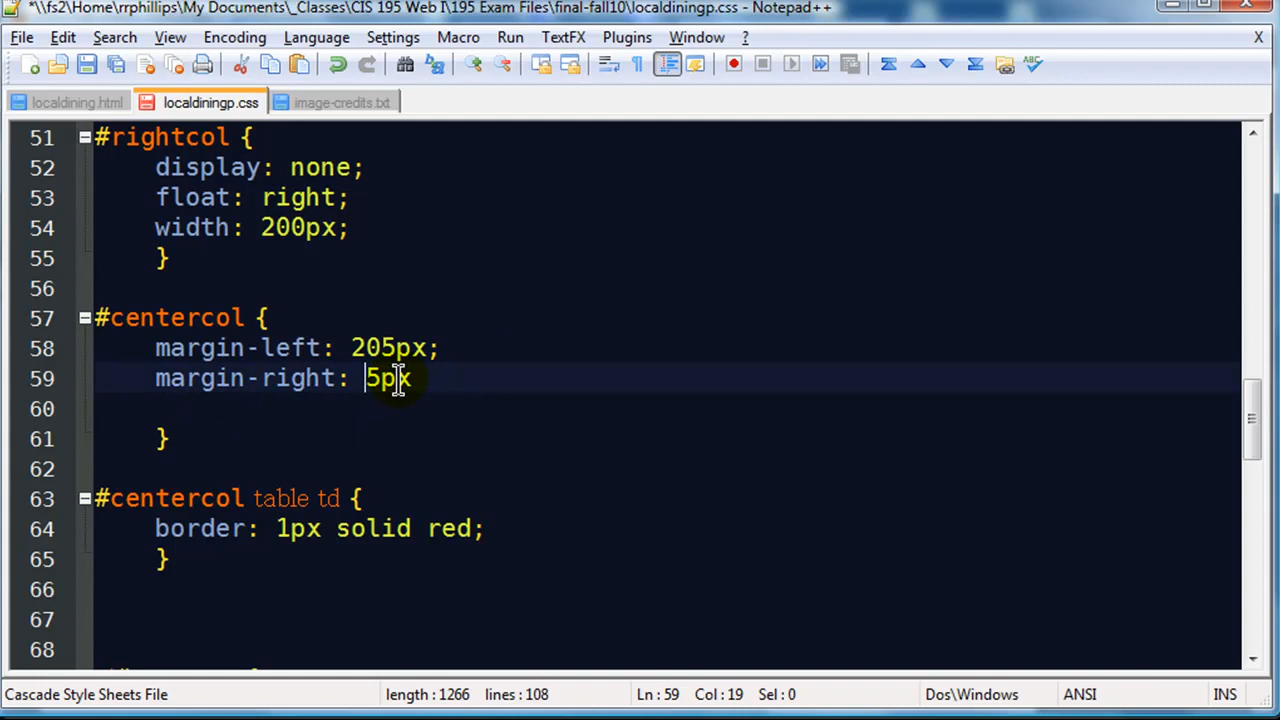 *\\fs2\Home\rrphillips\My Documents\_Classes\CIS 195 Web I\195 Exam Files\final-fall10\localdiningp.css - Notepad++
File Edit Search View Encoding Language Settings Macro Run TextFX Plugins Window ? X
localdining.html localdiningp.css image-credits.txt
51 #rightcol {
52 display: none;
53 float: right;
54 width: 200px;
55 }
56
57 #centercol {
58 margin-left: 205px;
59 margin-right: 5px
60
61 }
62
63 #centercol table td {
64 border: 1px solid red;
65 }
66
67
68
Cascade Style Sheets File length : 1266 lines : 108 Ln : 59 Col : 19 Sel : 0 Dos\Windows ANSI INS